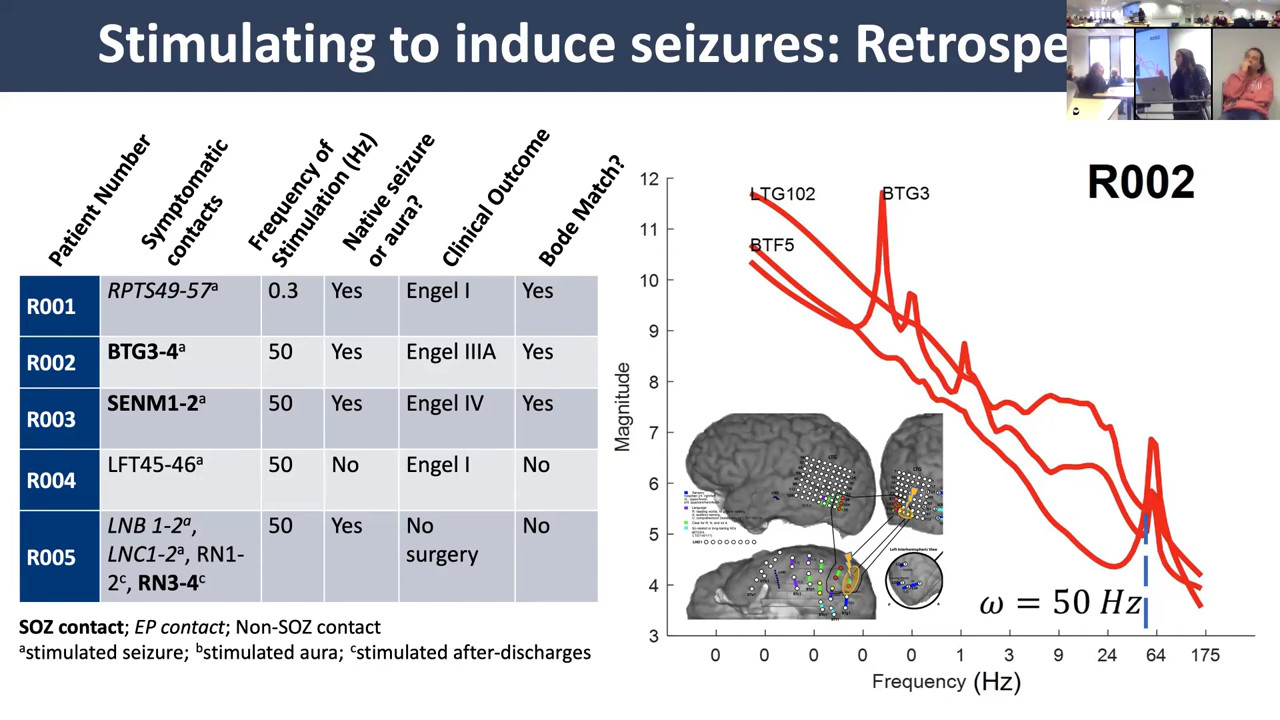 Stimulating to induce seizures: Retrospe
Patient Number
Symptomatic contacts
Frequency of Stimulation (Hz)
Native seizure or aura?
Clinical Outcome
Bode Match?
R001 RPTS49-57ᵃ 0.3 Yes Engel I Yes
R002 BTG3-4ᵃ 50 Yes Engel IIIA Yes
R003 SENM1-2ᵃ 50 Yes Engel IV Yes
R004 LFT45-46ᵃ 50 No Engel I No
R005 LNB 1-2ᵃ, LNC1-2ᵃ, RN1-2ᶜ, RN3-4ᶜ 50 Yes No surgery No
SOZ contact; EP contact; Non-SOZ contact
ᵃstimulated seizure; ᵇstimulated aura; ᶜstimulated after-discharges
R002
LTG102
BTG3
BTF5
Magnitude
12
11
10
9
8
7
6
5
4
3
0 0 0 0 0 1 3 9 24 64 175
Frequency (Hz)
ω = 50 Hz
LTG
Left Interhemispheric View